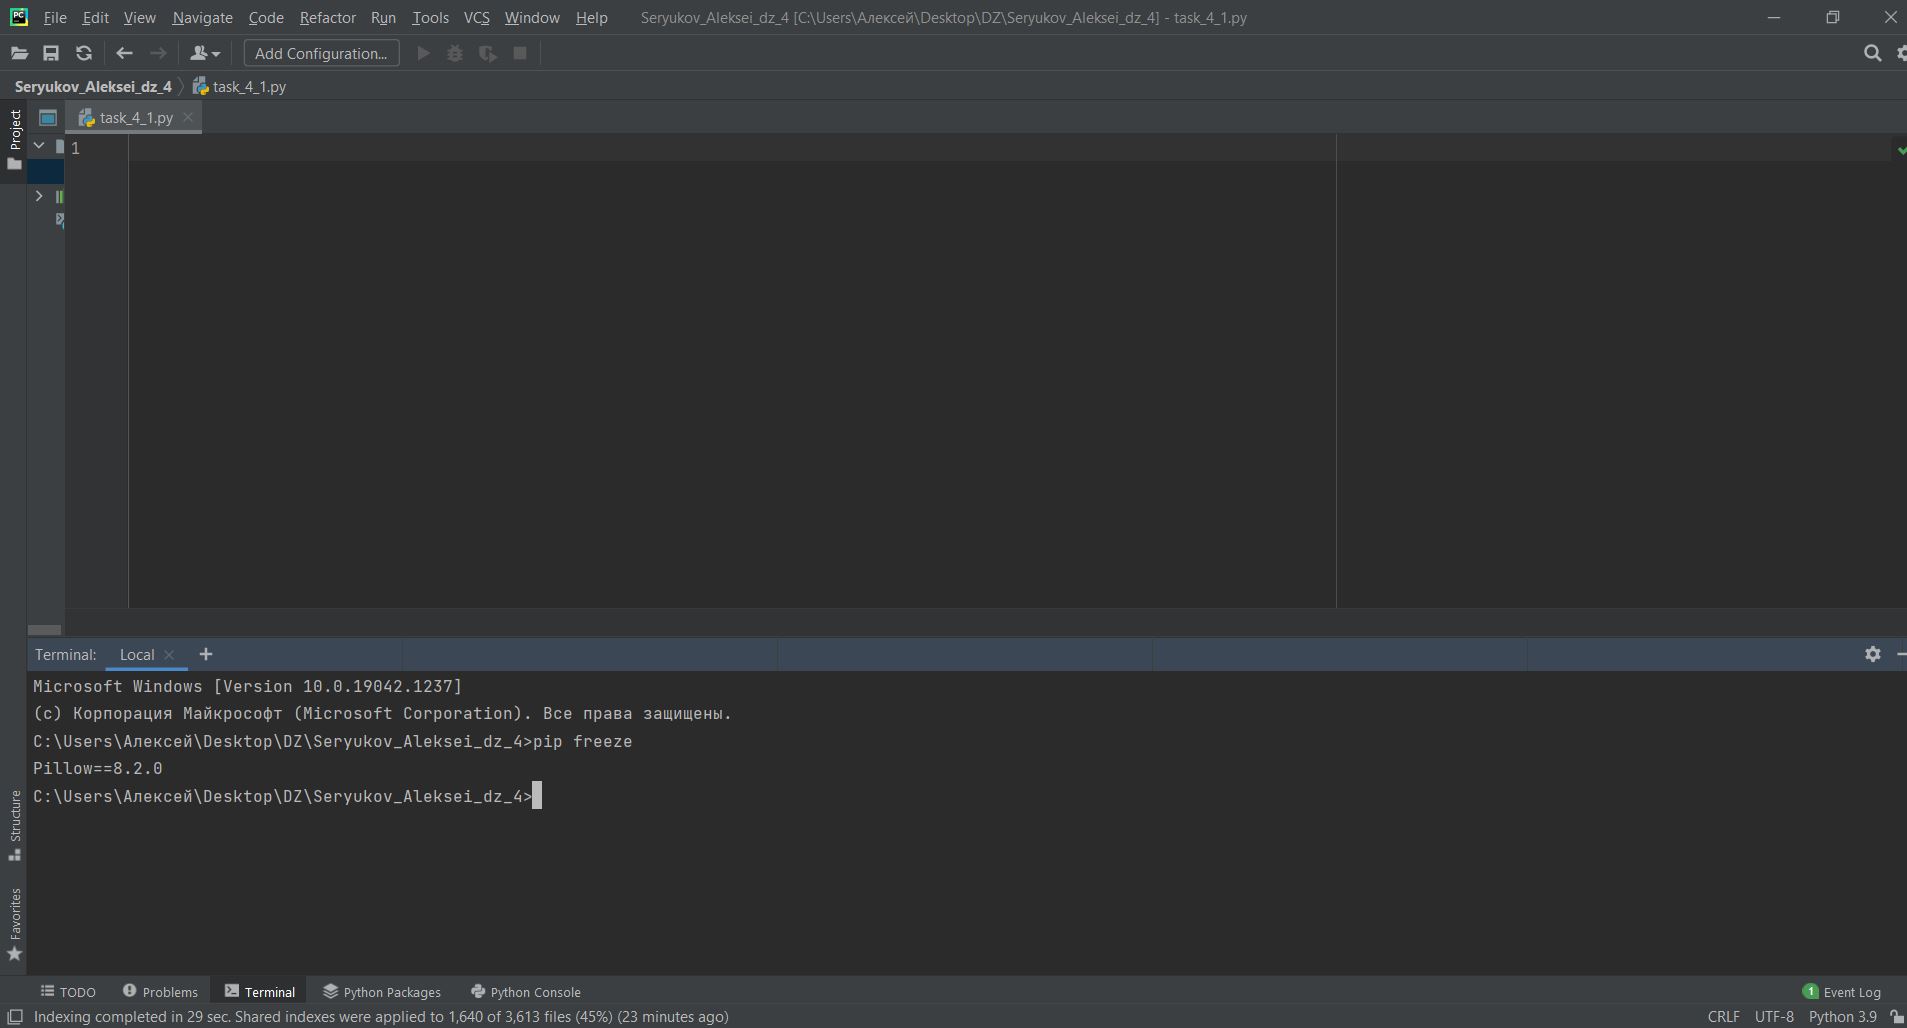 PC File Edit View Navigate Code Refactor Run Tools VCS Window Help Seryukov_Aleksei_dz_4 [C:\Users\Алексей\Desktop\DZ\Seryukov_Aleksei_dz_4] - task_4_1.py
Add Configuration...
Seryukov_Aleksei_dz_4 task_4_1.py
Project
task_4_1.py
1
Terminal: Local
Microsoft Windows [Version 10.0.19042.1237]
(c) Корпорация Майкрософт (Microsoft Corporation). Все права защищены.
C:\Users\Алексей\Desktop\DZ\Seryukov_Aleksei_dz_4>pip freeze
Pillow==8.2.0
C:\Users\Алексей\Desktop\DZ\Seryukov_Aleksei_dz_4>
Structure
Favorites
TODO Problems Terminal Python Packages Python Console 1 Event Log
Indexing completed in 29 sec. Shared indexes were applied to 1,640 of 3,613 files (45%) (23 minutes ago) CRLF UTF-8 Python 3.9